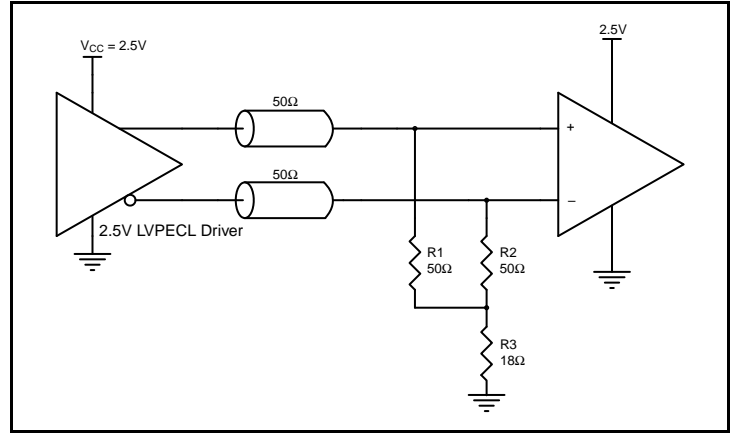 2.5V
V_CC = 2.5V
50Ω
+
50Ω
–
2.5V LVPECL Driver
R1
50Ω
R2
50Ω
R3
18Ω